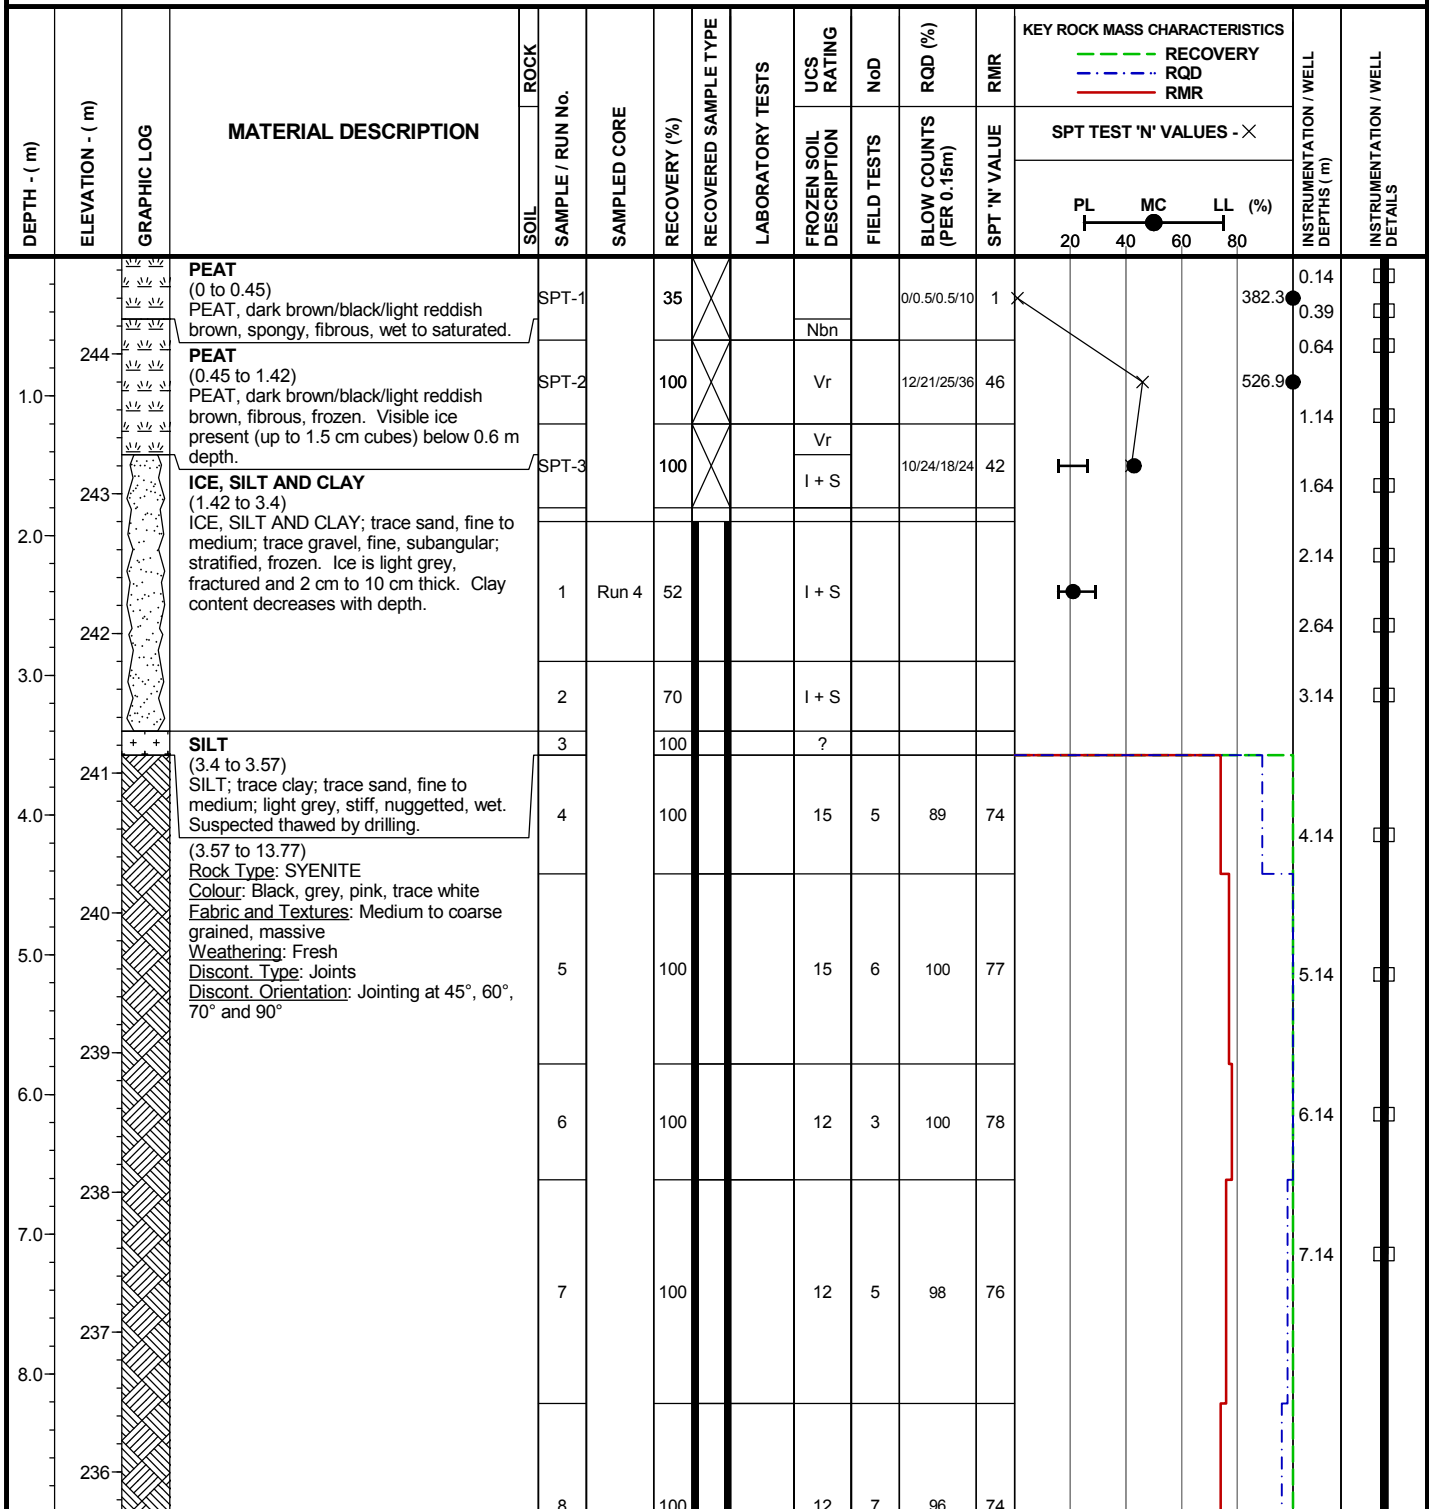 DEPTH - ( m)
ELEVATION - ( m)
GRAPHIC LOG
MATERIAL DESCRIPTION
ROCK
SOIL
SAMPLE / RUN No.
SAMPLED CORE
RECOVERY (%)
RECOVERED SAMPLE TYPE
LABORATORY TESTS
UCS RATING
FROZEN SOIL DESCRIPTION
NoD
FIELD TESTS
RQD (%)
BLOW COUNTS (PER 0.15m)
RMR
SPT 'N' VALUE
KEY ROCK MASS CHARACTERISTICS
RECOVERY
RQD
RMR
SPT TEST 'N' VALUES - ×
PL MC LL (%)
20 40 60 80
INSTRUMENTATION / WELL DEPTHS ( m)
INSTRUMENTATION / WELL DETAILS
PEAT
(0 to 0.45)
PEAT, dark brown/black/light reddish
brown, spongy, fibrous, wet to saturated.
SPT-1 35 0/0.5/0.5/10 1 382.3
Nbn
0.14
0.39
0.64
244
PEAT
(0.45 to 1.42)
PEAT, dark brown/black/light reddish
brown, fibrous, frozen. Visible ice
present (up to 1.5 cm cubes) below 0.6 m
depth.
1.0
SPT-2 100 Vr 12/21/25/36 46 526.9
1.14
SPT-3 100 Vr 10/24/18/24 42
I + S
243
ICE, SILT AND CLAY
(1.42 to 3.4)
ICE, SILT AND CLAY; trace sand, fine to
medium; trace gravel, fine, subangular;
stratified, frozen. Ice is light grey,
fractured and 2 cm to 10 cm thick. Clay
content decreases with depth.
1.64
2.0
2.14
1 Run 4 52 I + S
242
2.64
3.0
2 70 I + S
3.14
SILT
(3.4 to 3.57)
SILT; trace clay; trace sand, fine to
medium; light grey, stiff, nuggetted, wet.
Suspected thawed by drilling.
3 100 ?
241
4.0
4 100 15 5 89 74
4.14
(3.57 to 13.77)
Rock Type: SYENITE
Colour: Black, grey, pink, trace white
Fabric and Textures: Medium to coarse
grained, massive
Weathering: Fresh
Discont. Type: Joints
Discont. Orientation: Jointing at 45°, 60°,
70° and 90°
240
5.0
5 100 15 6 100 77
5.14
239
6.0
6 100 12 3 100 78
6.14
238
7.0
7.14
7 100 12 5 98 76
237
8.0
236
8 100 12 7 96 74